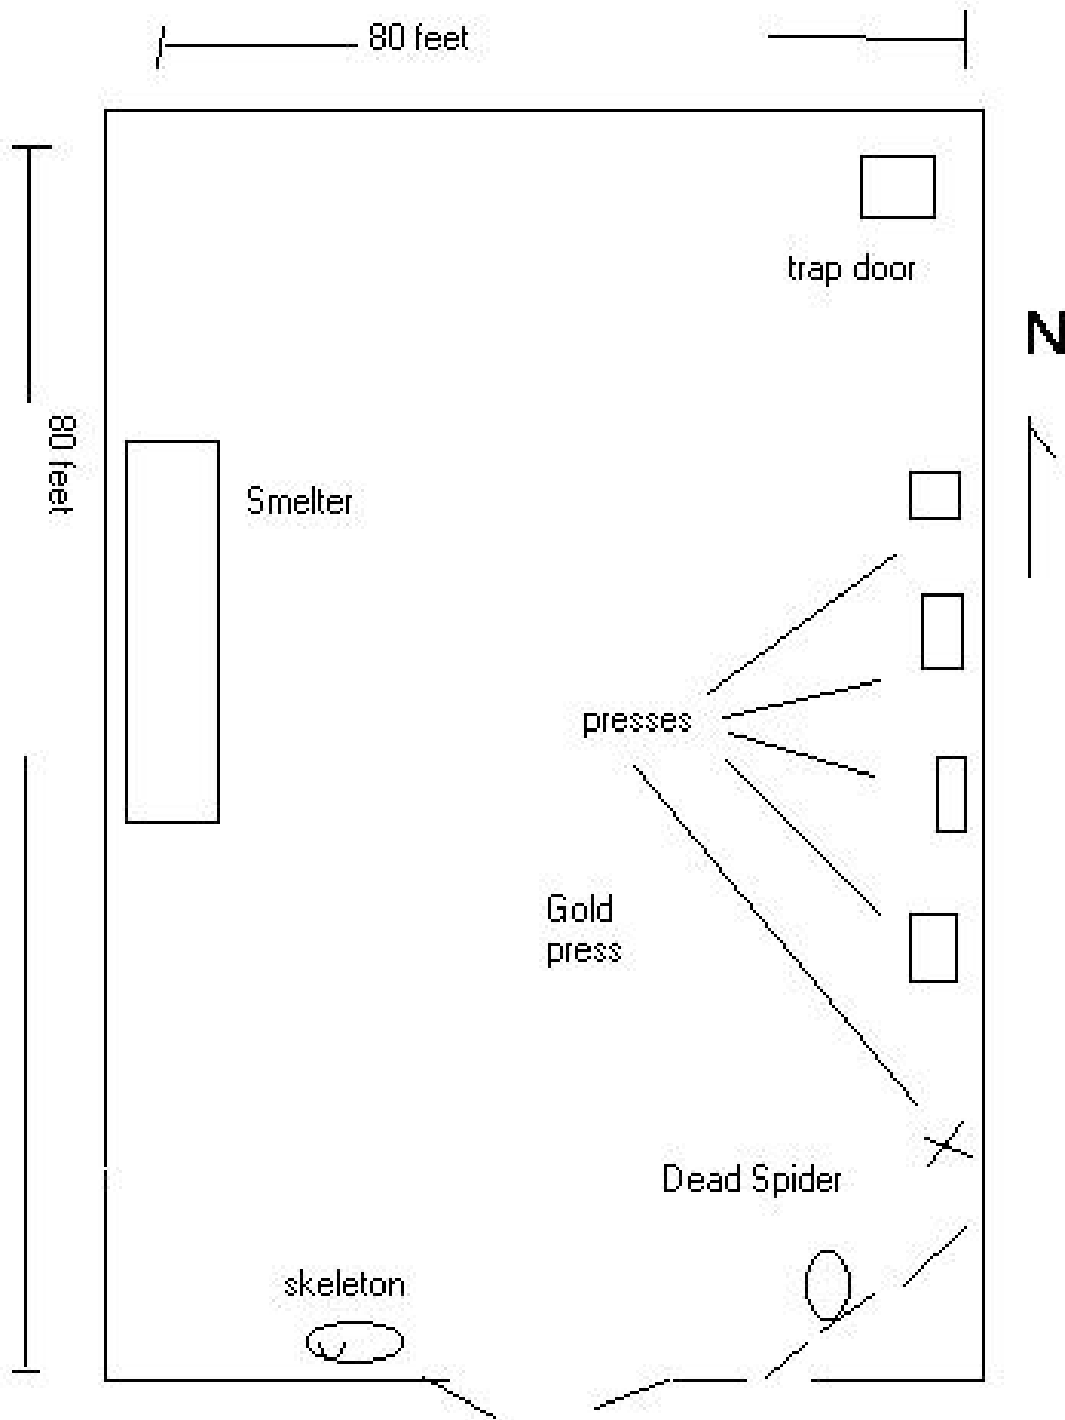 80 feet
trap door
N
80 feet
Smelter
presses
Gold
press
Dead Spider
skeleton